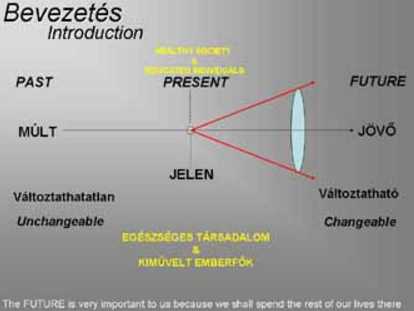 Bevezetés
Introduction
HEALTHY SOCIETY
&
EDUCATED INDIVIDUALS
PAST PRESENT FUTURE
MÚLT JÖVŐ
JELEN
Változtathatatlan Változtatható
Unchangeable Changeable
EGÉSZSÉGES TÁRSADALOM
&
KIMŰVELT EMBERFŐK
The FUTURE is very important to us because we shall spend the rest of our lives there